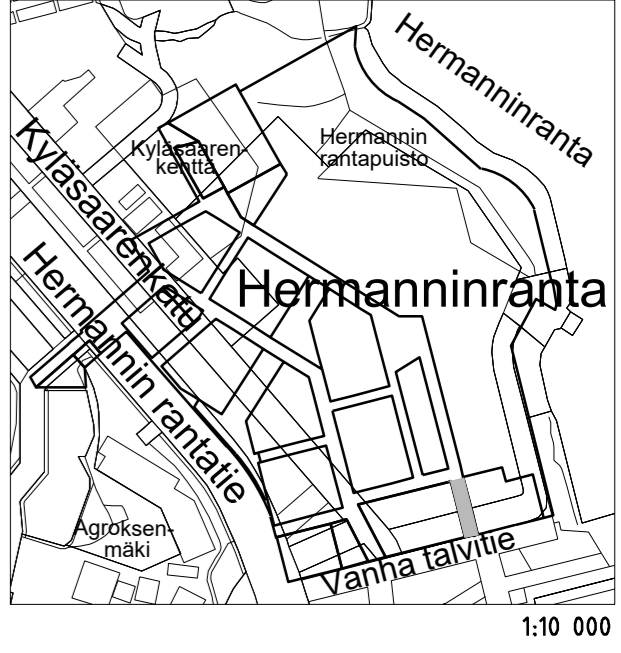 Hermanninranta
Hermannin
rantapuisto
Kyläsaaren-
kenttä
Kyläsaarenkatu
Hermanninranta
Hermannin rantatie
Agroksen-
mäki
Vanha talvitie
1:10 000